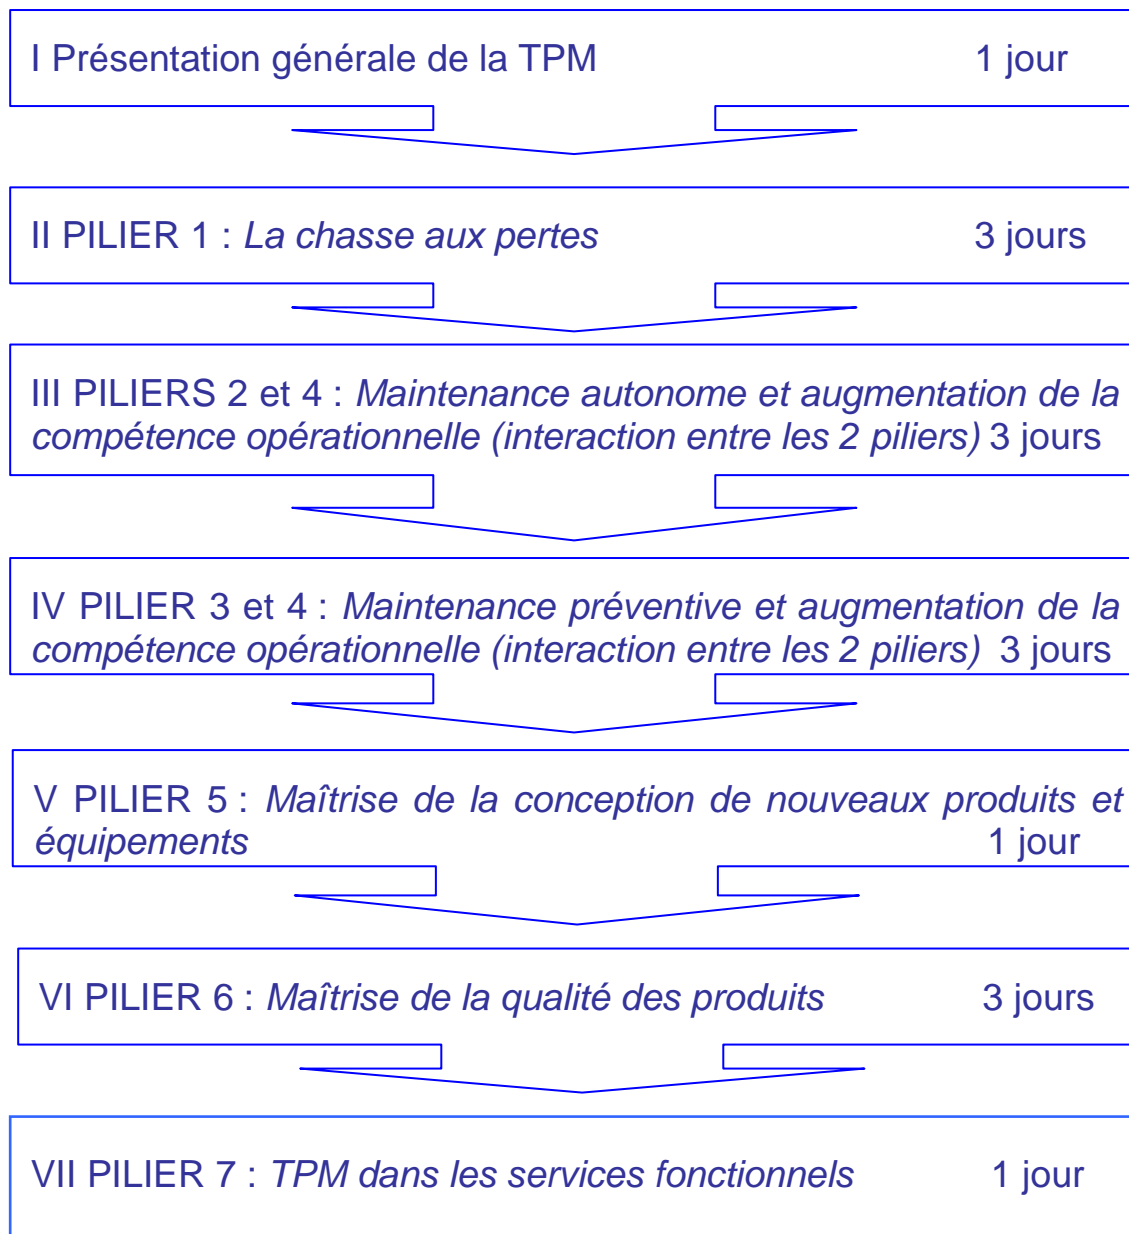 I Présentation générale de la TPM 1 jour
II PILIER 1 : La chasse aux pertes 3 jours
III PILIERS 2 et 4 : Maintenance autonome et augmentation de la
compétence opérationnelle (interaction entre les 2 piliers) 3 jours
IV PILIER 3 et 4 : Maintenance préventive et augmentation de la
compétence opérationnelle (interaction entre les 2 piliers) 3 jours
V PILIER 5 : Maîtrise de la conception de nouveaux produits et
équipements 1 jour
VI PILIER 6 : Maîtrise de la qualité des produits 3 jours
VII PILIER 7 : TPM dans les services fonctionnels 1 jour